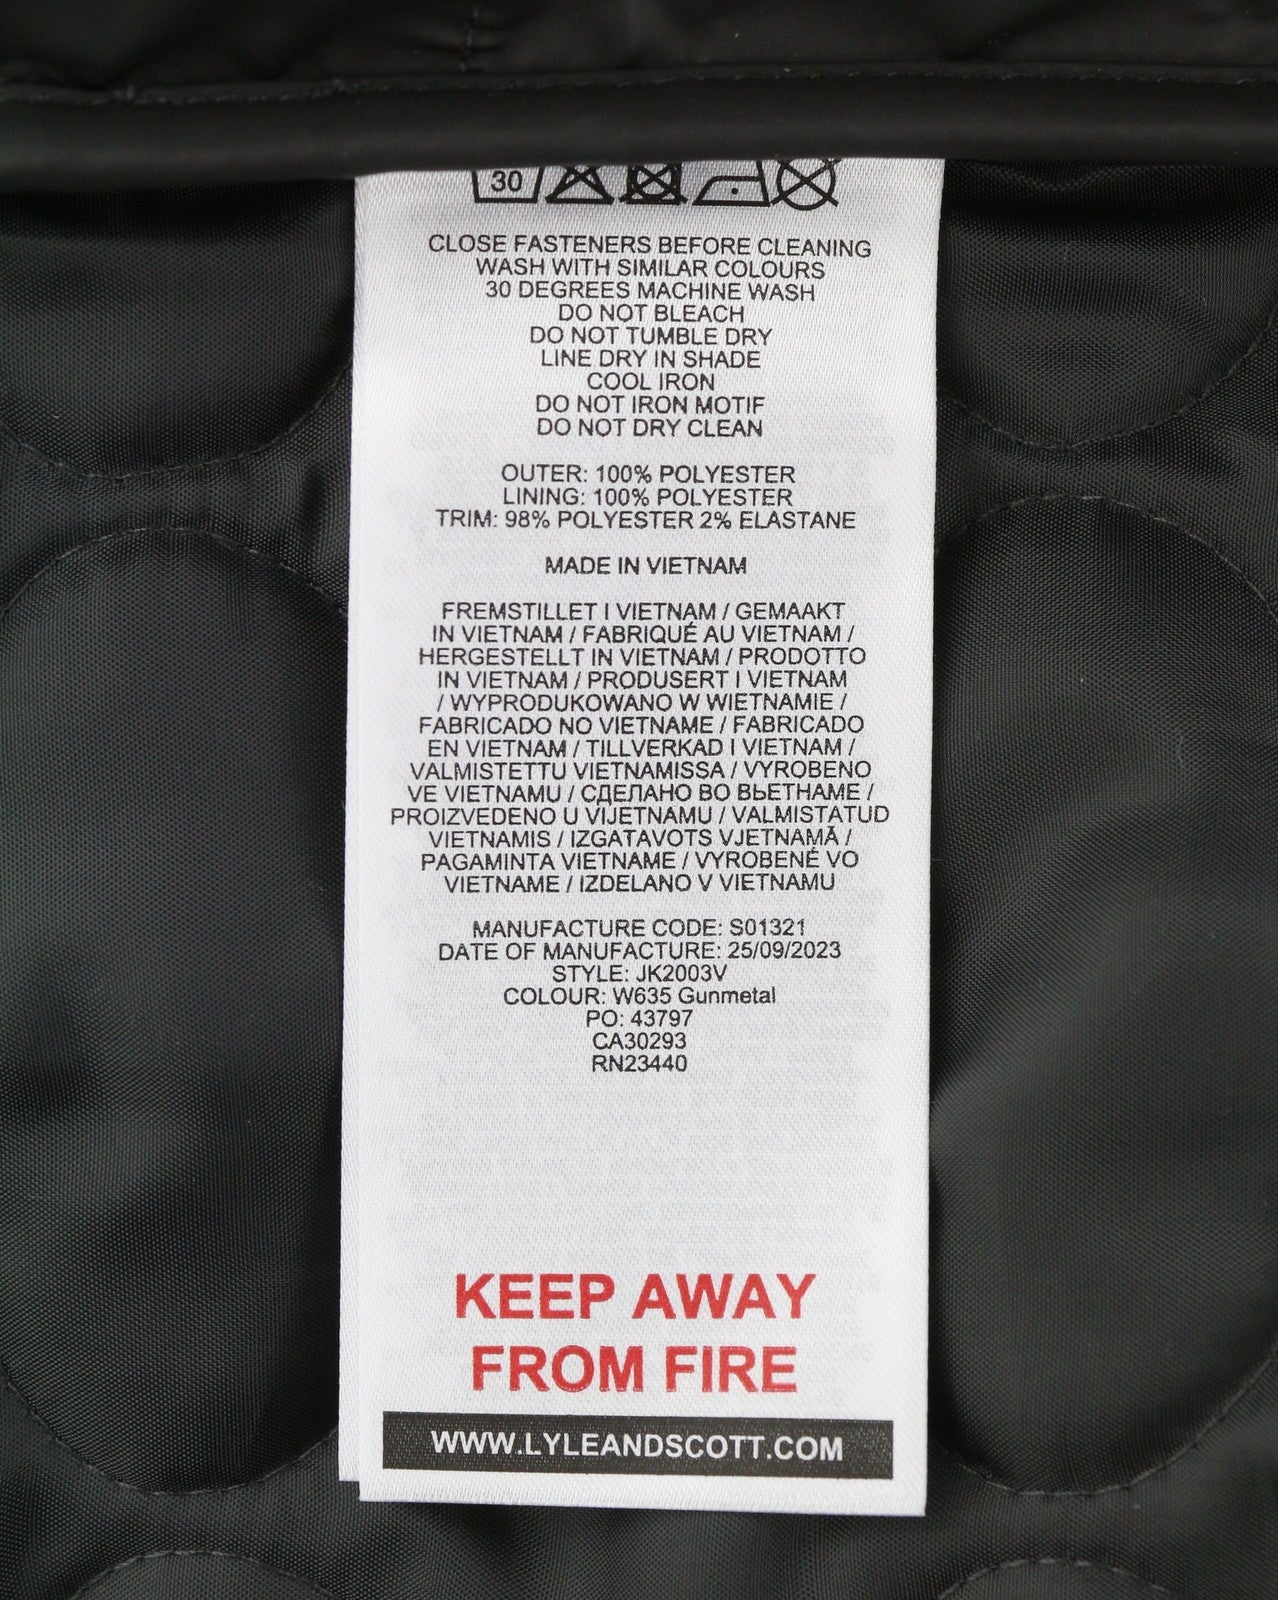 30
CLOSE FASTENERS BEFORE CLEANING
WASH WITH SIMILAR COLOURS
30 DEGREES MACHINE WASH
DO NOT BLEACH
DO NOT TUMBLE DRY
LINE DRY IN SHADE
COOL IRON
DO NOT IRON MOTIF
DO NOT DRY CLEAN
OUTER: 100% POLYESTER
LINING: 100% POLYESTER
TRIM: 98% POLYESTER 2% ELASTANE
MADE IN VIETNAM
FREMSTILLET I VIETNAM / GEMAAKT
IN VIETNAM / FABRIQUÉ AU VIETNAM /
HERGESTELLT IN VIETNAM / PRODOTTO
IN VIETNAM / PRODUSERT I VIETNAM
/ WYPRODUKOWANO W WIETNAMIE /
FABRICADO NO VIETNAME / FABRICADO
EN VIETNAM / TILLVERKAD I VIETNAM /
VALMISTETTU VIETNAMISSA / VYROBENO
VE VIETNAMU / СДЕЛАНО ВО ВЬЕТНАМЕ /
PROIZVEDENO U VIJETNAMU / VALMISTATUD
VIETNAMIS / IZGATAVOTS VJETNAMĀ /
PAGAMINTA VIETNAME / VYROBENÉ VO
VIETNAME / IZDELANO V VIETNAMU
MANUFACTURE CODE: S01321
DATE OF MANUFACTURE: 25/09/2023
STYLE: JK2003V
COLOUR: W635 Gunmetal
PO: 43797
CA30293
RN23440
KEEP AWAY
FROM FIRE
WWW.LYLEANDSCOTT.COM